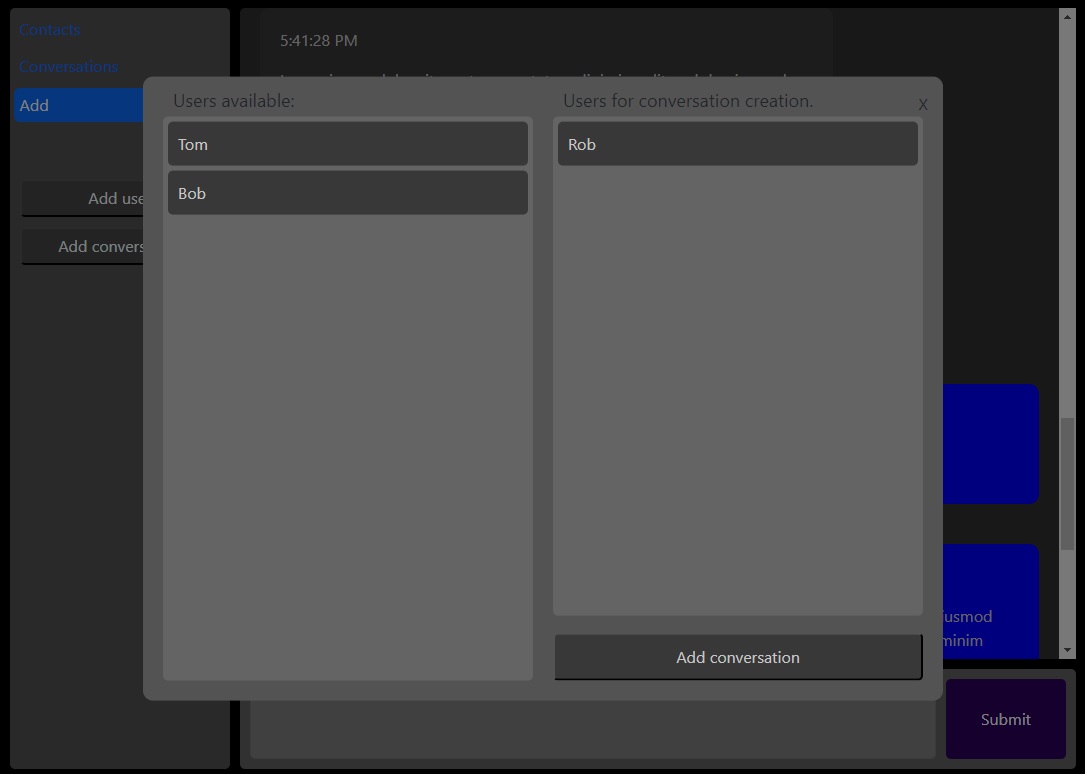 Contacts
Conversations
Add
Add use
Add convers
5:41:28 PM
Users available:
Tom
Bob
Users for conversation creation.
X
Rob
Add conversation
iusmod
minim
Submit